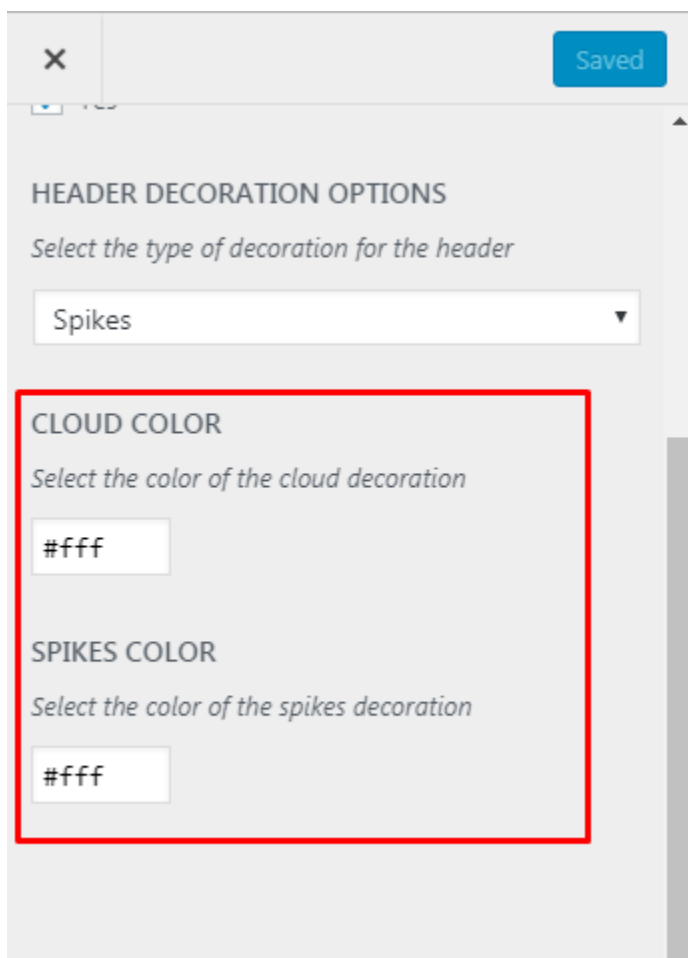 Saved
HEADER DECORATION OPTIONS
Select the type of decoration for the header
Spikes
CLOUD COLOR
Select the color of the cloud decoration
#fff
SPIKES COLOR
Select the color of the spikes decoration
#fff